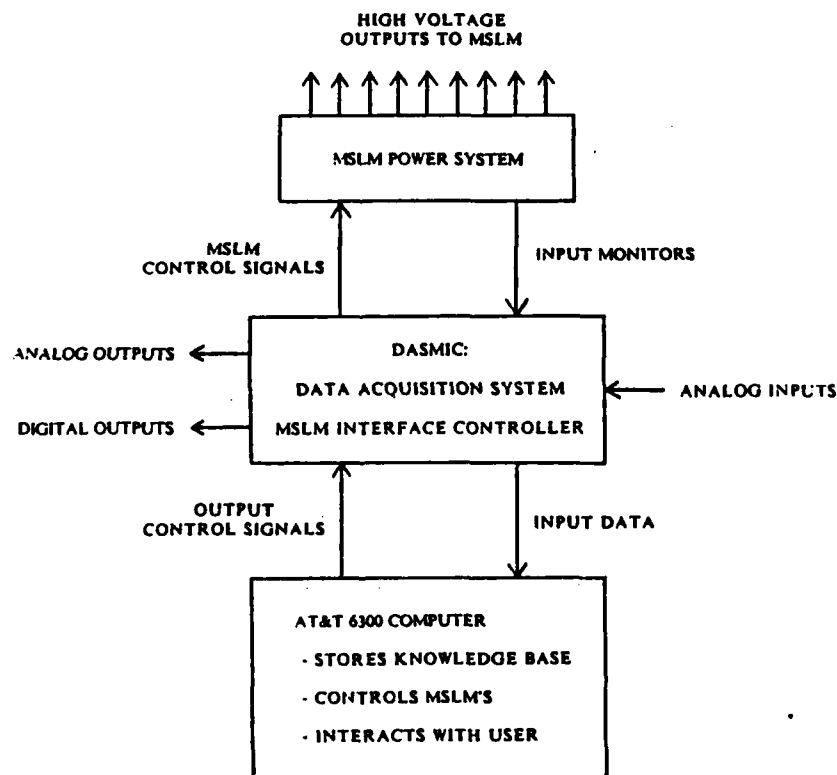 HIGH VOLTAGE
OUTPUTS TO MSLM
MSLM POWER SYSTEM
MSLM
CONTROL SIGNALS
INPUT MONITORS
ANALOG OUTPUTS
DIGITAL OUTPUTS
DASMIC:
DATA ACQUISITION SYSTEM
MSLM INTERFACE CONTROLLER
ANALOG INPUTS
OUTPUT
CONTROL SIGNALS
INPUT DATA
AT&T 6300 COMPUTER
- STORES KNOWLEDGE BASE
- CONTROLS MSLM'S
- INTERACTS WITH USER